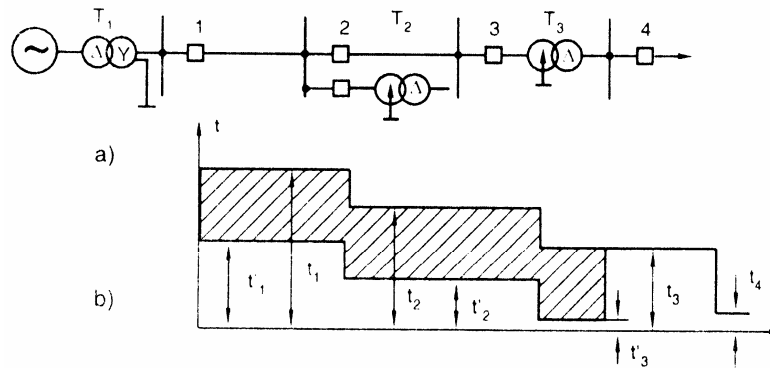 T₁ 1 2 T₂ 3 T₃ 4
~ Δ Y Δ
Δ
a)
t
b)
t'₁ t₁ t₂ t'₂ t₃ t₄
t'₃ t